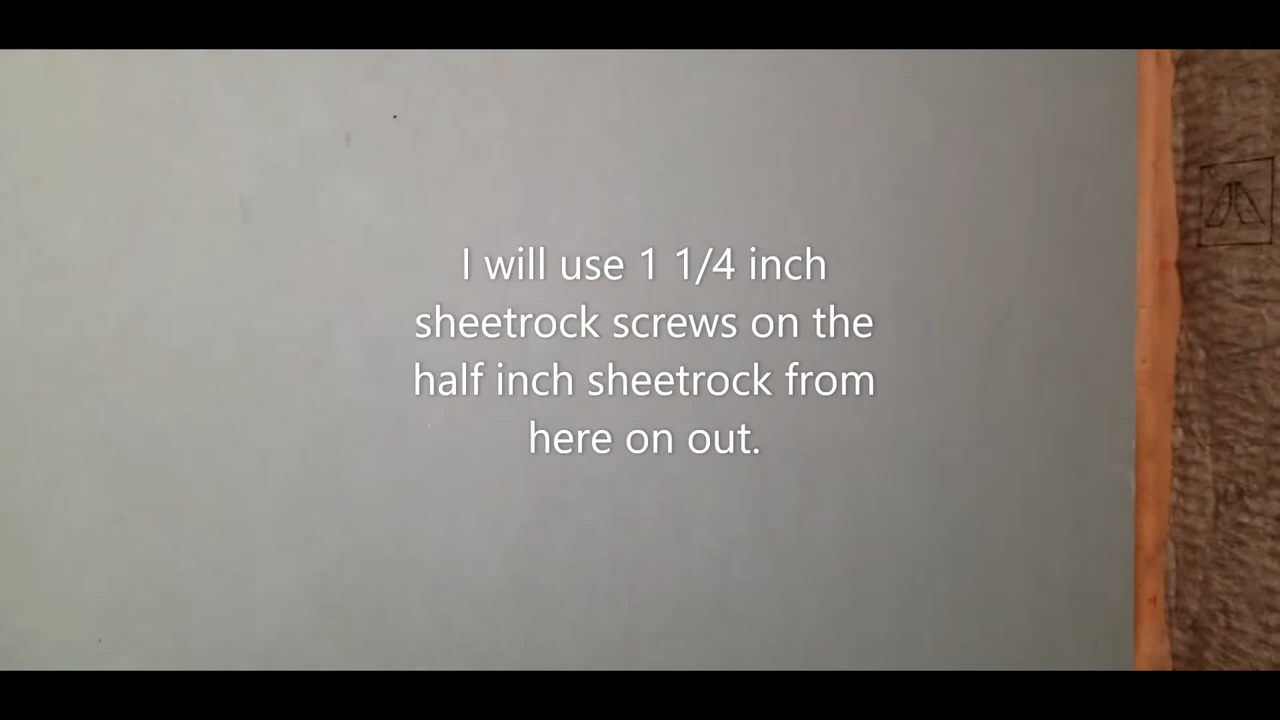 I will use 1 1/4 inch
sheetrock screws on the
half inch sheetrock from
here on out.